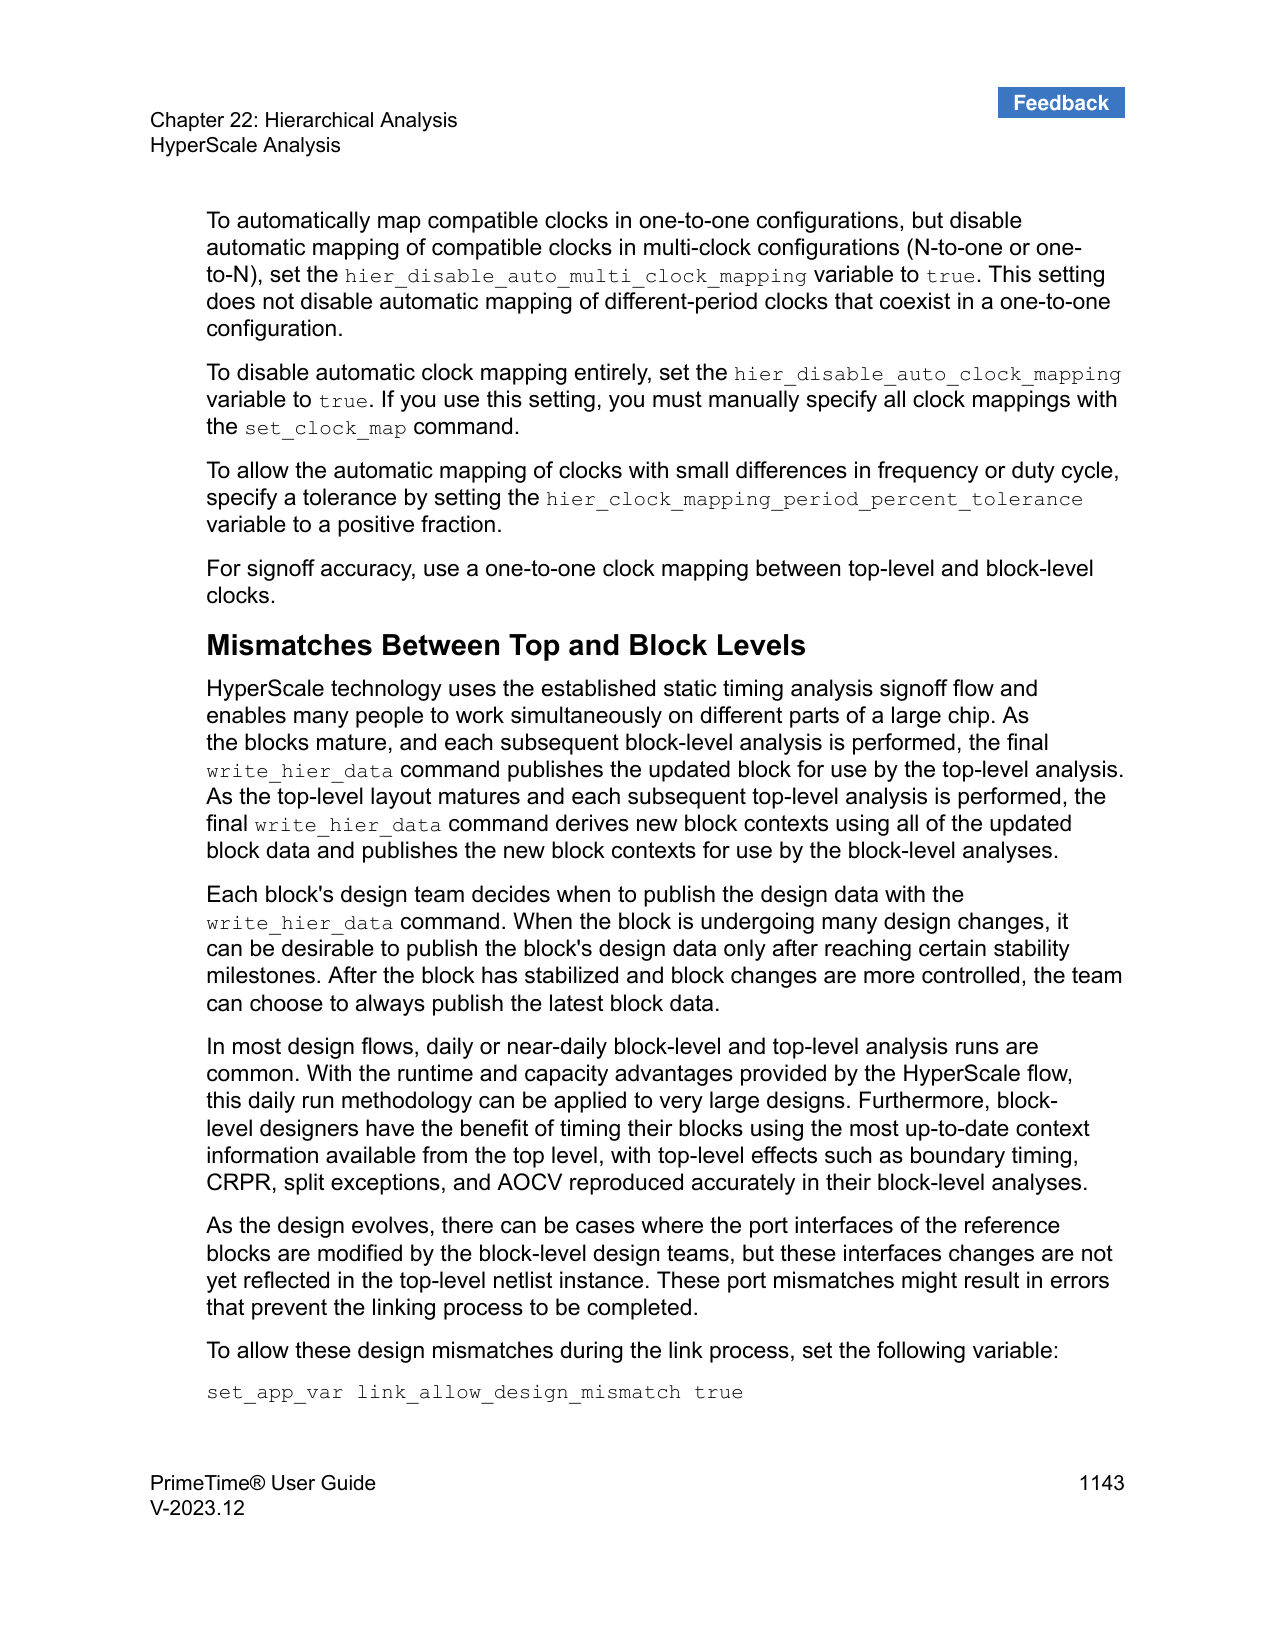 Feedback
Chapter 22: Hierarchical Analysis
HyperScale Analysis
To automatically map compatible clocks in one-to-one configurations, but disable
automatic mapping of compatible clocks in multi-clock configurations (N-to-one or one-
to-N), set the hier_disable_auto_multi_clock_mapping variable to true. This setting
does not disable automatic mapping of different-period clocks that coexist in a one-to-one
configuration.
To disable automatic clock mapping entirely, set the hier_disable_auto_clock_mapping
variable to true. If you use this setting, you must manually specify all clock mappings with
the set_clock_map command.
To allow the automatic mapping of clocks with small differences in frequency or duty cycle,
specify a tolerance by setting the hier_clock_mapping_period_percent_tolerance
variable to a positive fraction.
For signoff accuracy, use a one-to-one clock mapping between top-level and block-level
clocks.
Mismatches Between Top and Block Levels
HyperScale technology uses the established static timing analysis signoff flow and
enables many people to work simultaneously on different parts of a large chip. As
the blocks mature, and each subsequent block-level analysis is performed, the final
write_hier_data command publishes the updated block for use by the top-level analysis.
As the top-level layout matures and each subsequent top-level analysis is performed, the
final write_hier_data command derives new block contexts using all of the updated
block data and publishes the new block contexts for use by the block-level analyses.
Each block's design team decides when to publish the design data with the
write_hier_data command. When the block is undergoing many design changes, it
can be desirable to publish the block's design data only after reaching certain stability
milestones. After the block has stabilized and block changes are more controlled, the team
can choose to always publish the latest block data.
In most design flows, daily or near-daily block-level and top-level analysis runs are
common. With the runtime and capacity advantages provided by the HyperScale flow,
this daily run methodology can be applied to very large designs. Furthermore, block-
level designers have the benefit of timing their blocks using the most up-to-date context
information available from the top level, with top-level effects such as boundary timing,
CRPR, split exceptions, and AOCV reproduced accurately in their block-level analyses.
As the design evolves, there can be cases where the port interfaces of the reference
blocks are modified by the block-level design teams, but these interfaces changes are not
yet reflected in the top-level netlist instance. These port mismatches might result in errors
that prevent the linking process to be completed.
To allow these design mismatches during the link process, set the following variable:
set_app_var link_allow_design_mismatch true
PrimeTime® User Guide
V-2023.12
1143